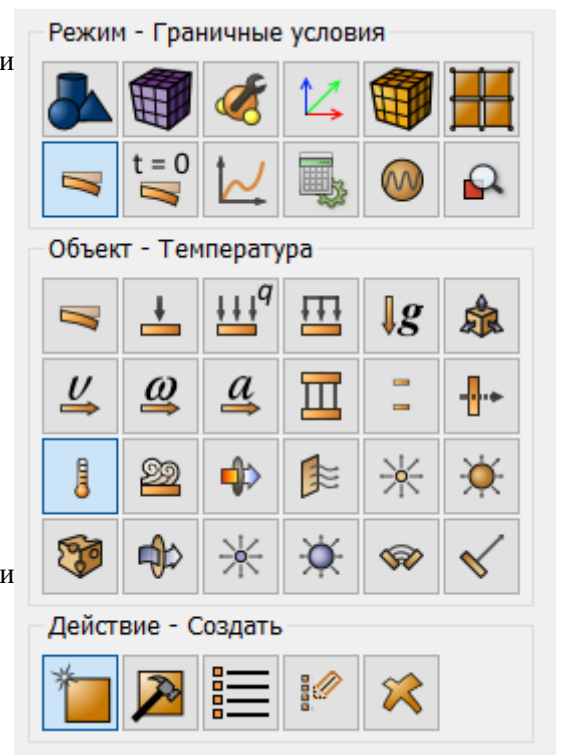 Режим - Граничные условия
и
t = 0
Объект - Температура
q
g
v
ω
a
и
Действие - Создать